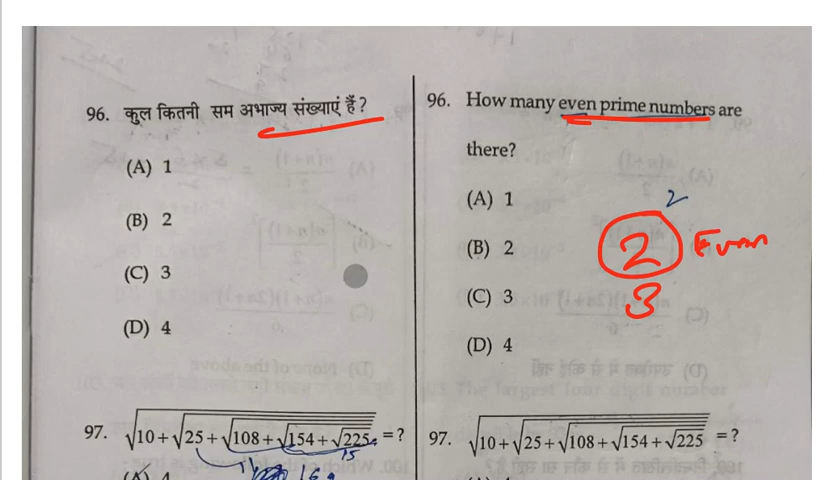 96. कुल कितनी सम अभाज्य संख्याएं हैं?
(A) 1
(B) 2
(C) 3
(D) 4
97. √10+√25+√108+√154+√225 = ?
15
96. How many even prime numbers are
there?
(A) 1
2
(B) 2
2 Even
(C) 3
3
(D) 4
97. √10+√25+√108+√154+√225 = ?